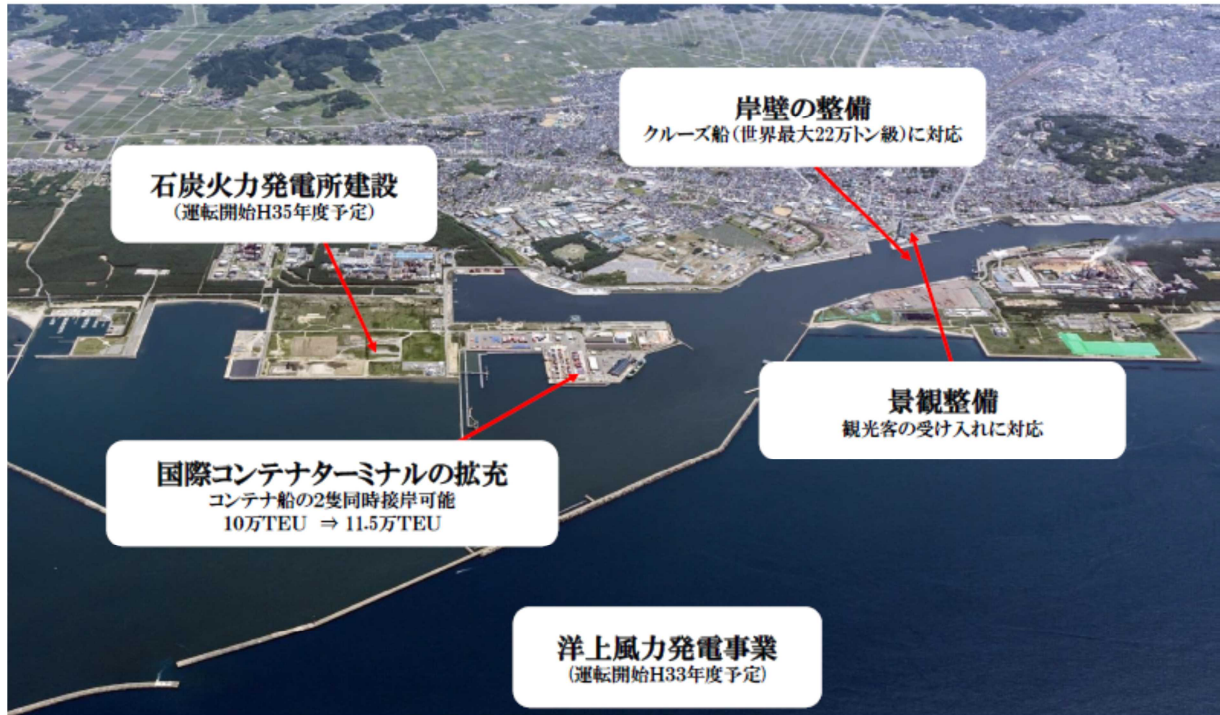 岸壁の整備
クルーズ船(世界最大22万トン級)に対応
石炭火力発電所建設
(運転開始H35年度予定)
景観整備
観光客の受け入れに対応
国際コンテナターミナルの拡充
コンテナ船の2隻同時接岸可能
10万TEU ⇒ 11.5万TEU
洋上風力発電事業
(運転開始H33年度予定)